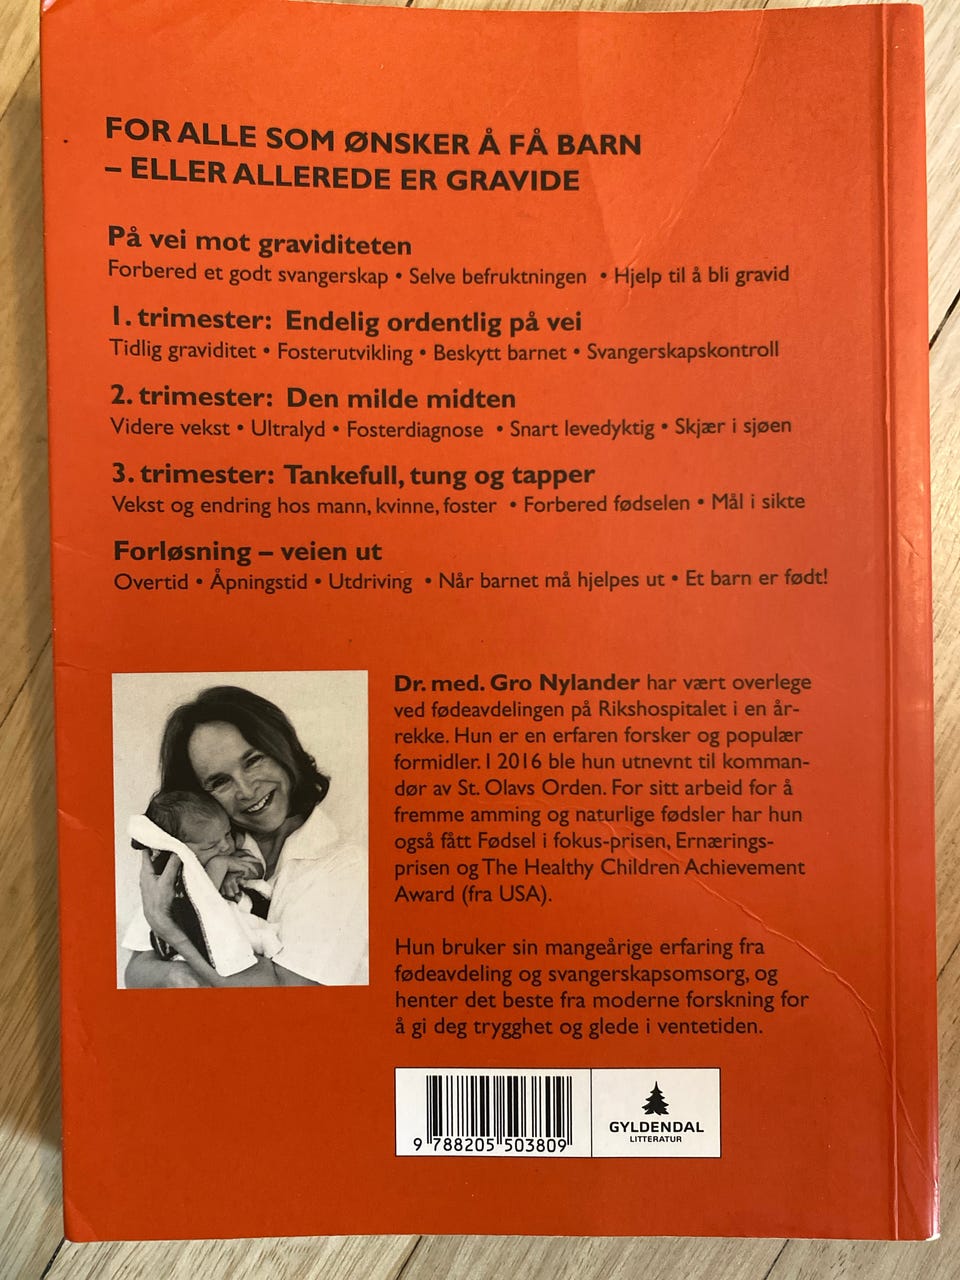 FOR ALLE SOM ØNSKER Å FÅ BARN
– ELLER ALLEREDE ER GRAVIDE
På vei mot graviditeten
Forbered et godt svangerskap • Selve befruktningen • Hjelp til å bli gravid
1. trimester: Endelig ordentlig på vei
Tidlig graviditet • Fosterutvikling • Beskytt barnet • Svangerskapskontroll
2. trimester: Den milde midten
Videre vekst • Ultralyd • Fosterdiagnose • Snart levedyktig • Skjær i sjøen
3. trimester: Tankefull, tung og tapper
Vekst og endring hos mann, kvinne, foster • Forbered fødselen • Mål i sikte
Forløsning – veien ut
Overtid • Åpningstid • Utdriving • Når barnet må hjelpes ut • Et barn er født!
Dr. med. Gro Nylander har vært overlege
ved fødeavdelingen på Rikshospitalet i en år-
rekke. Hun er en erfaren forsker og populær
formidler. I 2016 ble hun utnevnt til komman-
dør av St. Olavs Orden. For sitt arbeid for å
fremme amming og naturlige fødsler har hun
også fått Fødsel i fokus-prisen, Ernærings-
prisen og The Healthy Children Achievement
Award (fra USA).
Hun bruker sin mangeårige erfaring fra
fødeavdeling og svangerskapsomsorg, og
henter det beste fra moderne forskning for
å gi deg trygghet og glede i ventetiden.
9 788205 503809
GYLDENDAL
LITTERATUR